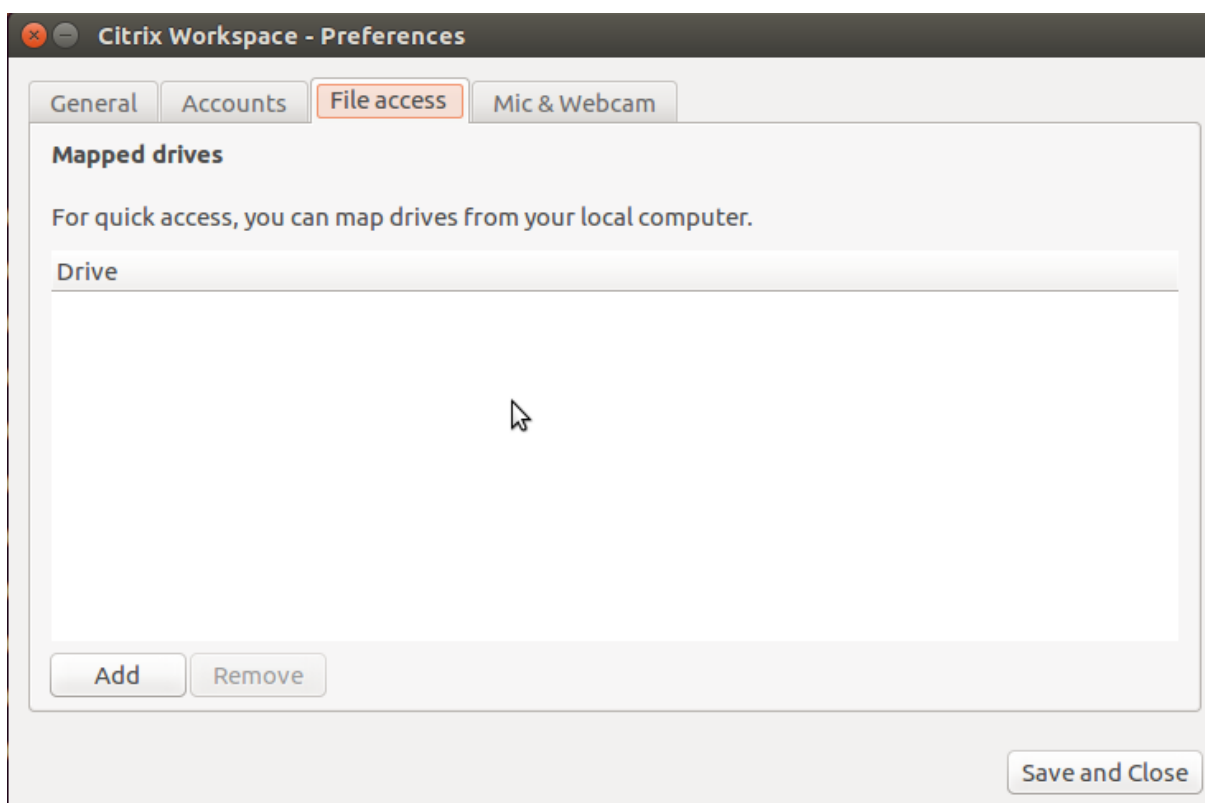 Citrix Workspace - Preferences
General Accounts File access Mic & Webcam
Mapped drives
For quick access, you can map drives from your local computer.
Drive
Add Remove
Save and Close